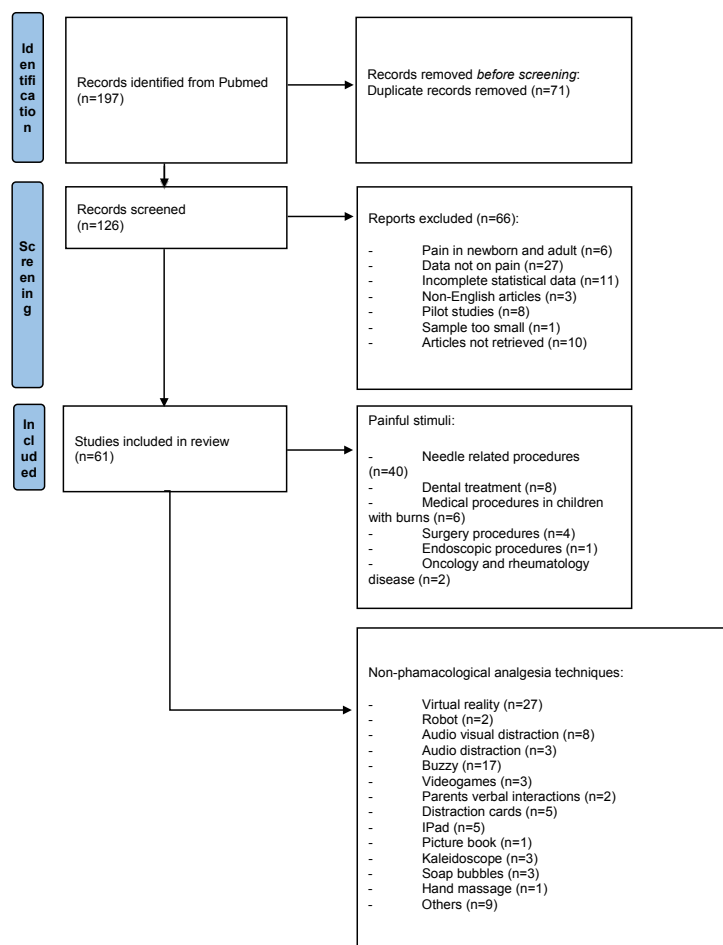 Id
en
tifi
ca
tio
n
Records identified from Pubmed
(n=197)
Records removed before screening:
Duplicate records removed (n=71)
Sc
re
en
in
g
Records screened
(n=126)
Reports excluded (n=66):
- Pain in newborn and adult (n=6)
- Data not on pain (n=27)
- Incomplete statistical data (n=11)
- Non-English articles (n=3)
- Pilot studies (n=8)
- Sample too small (n=1)
- Articles not retrieved (n=10)
In
cl
ud
ed
Studies included in review
(n=61)
Painful stimuli:
- Needle related procedures
(n=40)
- Dental treatment (n=8)
- Medical procedures in children
with burns (n=6)
- Surgery procedures (n=4)
- Endoscopic procedures (n=1)
- Oncology and rheumatology
disease (n=2)
Non-phamacological analgesia techniques:
- Virtual reality (n=27)
- Robot (n=2)
- Audio visual distraction (n=8)
- Audio distraction (n=3)
- Buzzy (n=17)
- Videogames (n=3)
- Parents verbal interactions (n=2)
- Distraction cards (n=5)
- IPad (n=5)
- Picture book (n=1)
- Kaleidoscope (n=3)
- Soap bubbles (n=3)
- Hand massage (n=1)
- Others (n=9)